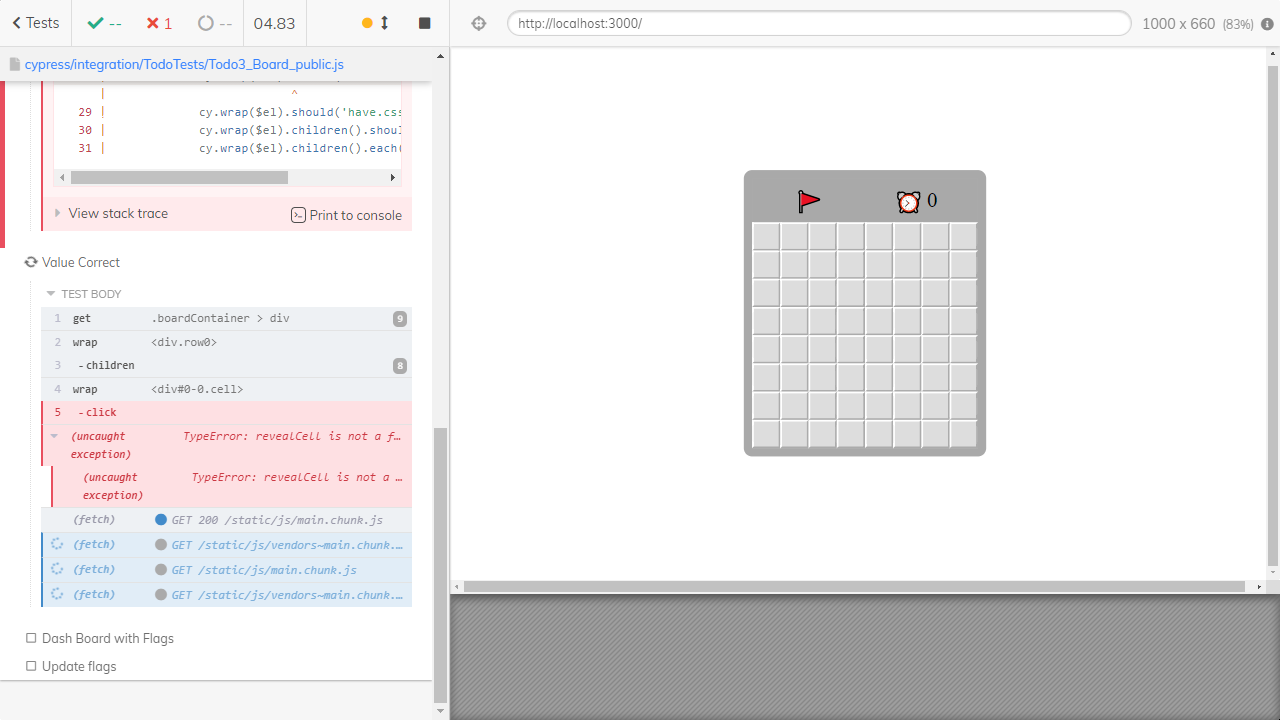 Tests -- 1 -- 04.83
http://localhost:3000/ 1000 x 660 (83%)
cypress/integration/TodoTests/Todo3_Board_public.js
| ^
29 | cy.wrap($el).should('have.css
30 | cy.wrap($el).children().shoul
31 | cy.wrap($el).children().each(
View stack trace Print to console
Value Correct
TEST BODY
1 get .boardContainer > div 9
2 wrap <div.row0>
3 -children 8
4 wrap <div#0-0.cell>
5 -click
(uncaught exception) TypeError: revealCell is not a f…
(uncaught exception) TypeError: revealCell is not a …
(fetch) GET 200 /static/js/main.chunk.js
(fetch) GET /static/js/vendors~main.chunk.…
(fetch) GET /static/js/main.chunk.js
(fetch) GET /static/js/vendors~main.chunk.…
Dash Board with Flags
Update flags
0